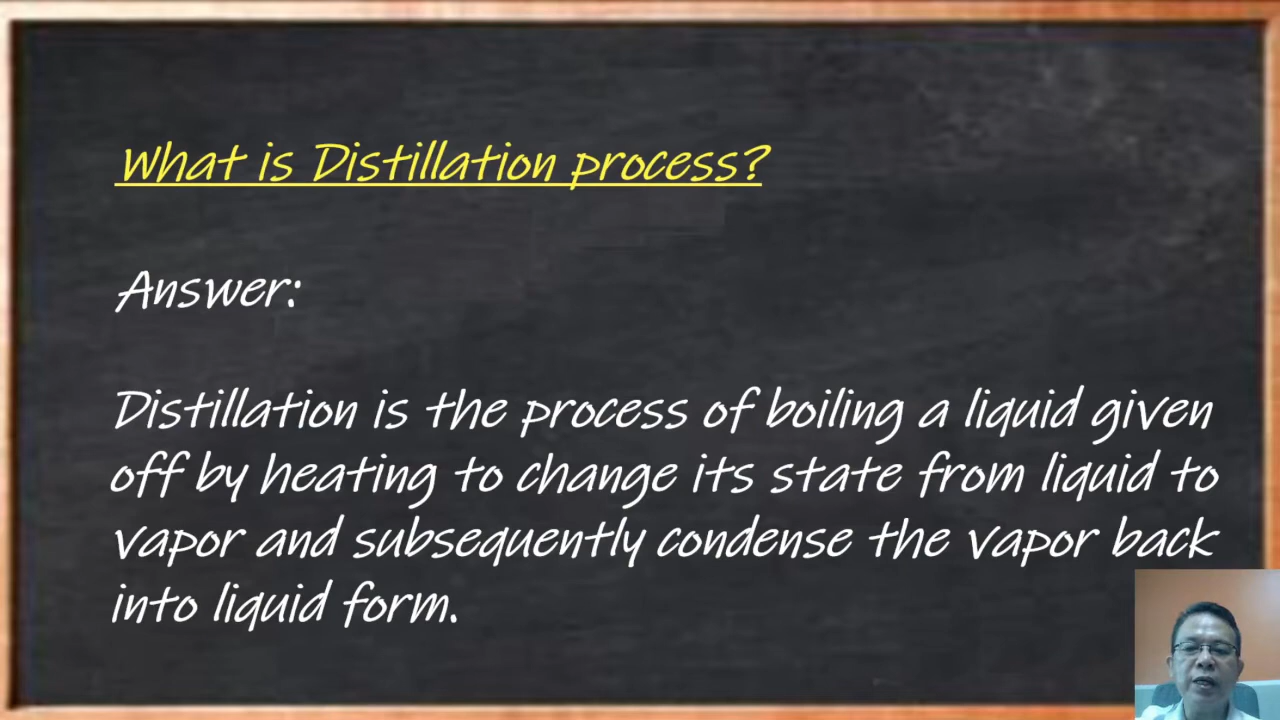 What is Distillation process?
Answer:
Distillation is the process of boiling a liquid given
off by heating to change its state from liquid to
vapor and subsequently condense the vapor back
into liquid form.